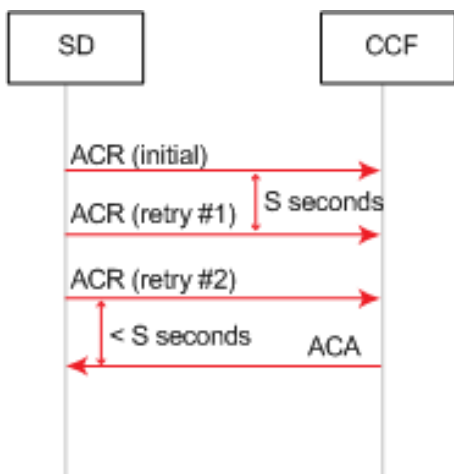 SD
CCF
ACR (initial)
S seconds
ACR (retry #1)
ACR (retry #2)
< S seconds
ACA